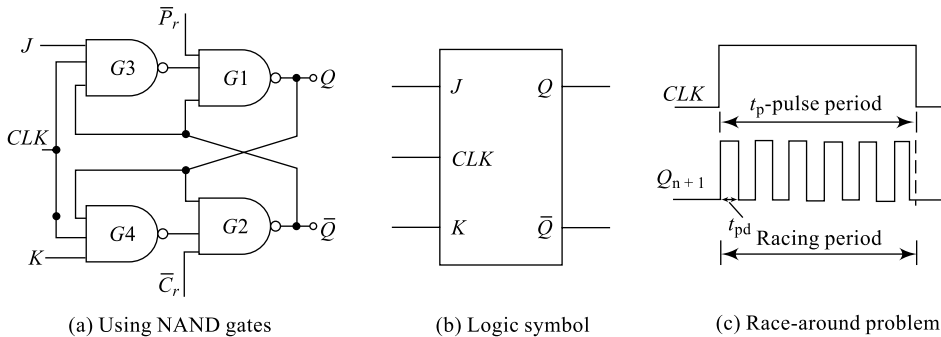 P̅r
J
G3
G1
Q
CLK
G4
G2
Q̅
K
C̅r
(a) Using NAND gates
J
Q
CLK
K
Q̅
(b) Logic symbol
CLK
tp-pulse period
Qn + 1
tpd
Racing period
(c) Race-around problem